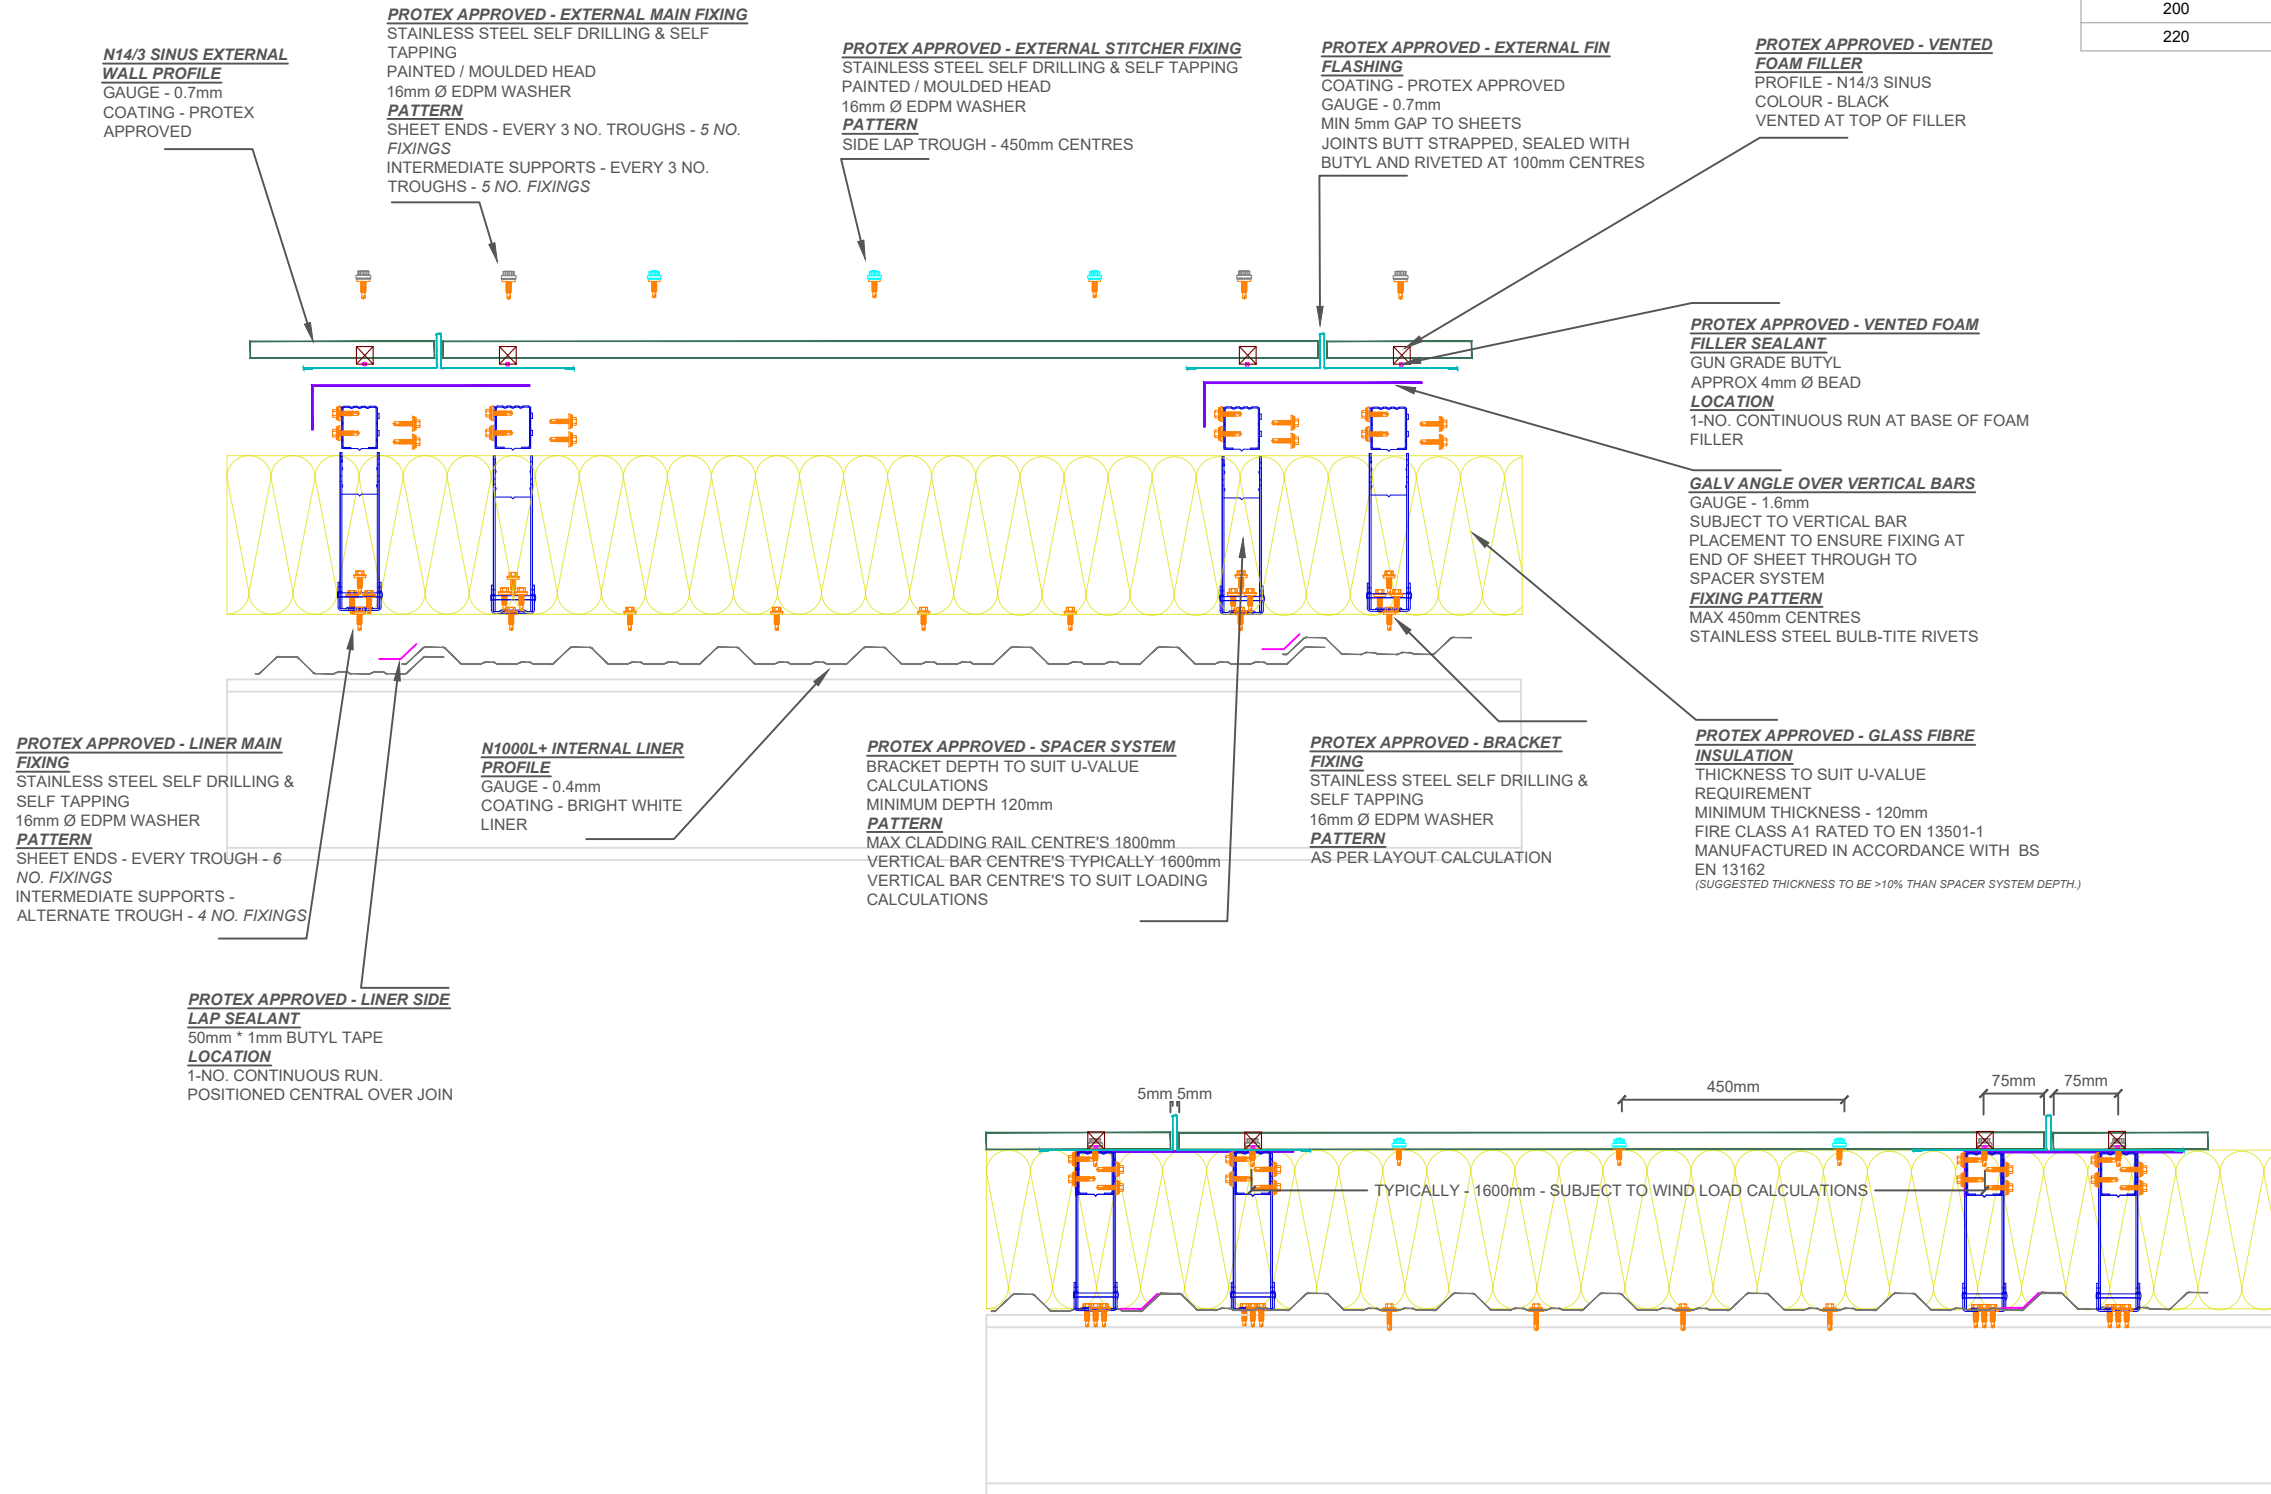 200
220
N14/3 SINUS EXTERNAL
WALL PROFILE
GAUGE - 0.7mm
COATING - PROTEX
APPROVED
PROTEX APPROVED - EXTERNAL MAIN FIXING
STAINLESS STEEL SELF DRILLING & SELF
TAPPING
PAINTED / MOULDED HEAD
16mm Ø EDPM WASHER
PATTERN
SHEET ENDS - EVERY 3 NO. TROUGHS - 5 NO.
FIXINGS
INTERMEDIATE SUPPORTS - EVERY 3 NO.
TROUGHS - 5 NO. FIXINGS
PROTEX APPROVED - EXTERNAL STITCHER FIXING
STAINLESS STEEL SELF DRILLING & SELF TAPPING
PAINTED / MOULDED HEAD
16mm Ø EDPM WASHER
PATTERN
SIDE LAP TROUGH - 450mm CENTRES
PROTEX APPROVED - EXTERNAL FIN
FLASHING
COATING - PROTEX APPROVED
GAUGE - 0.7mm
MIN 5mm GAP TO SHEETS
JOINTS BUTT STRAPPED, SEALED WITH
BUTYL AND RIVETED AT 100mm CENTRES
PROTEX APPROVED - VENTED
FOAM FILLER
PROFILE - N14/3 SINUS
COLOUR - BLACK
VENTED AT TOP OF FILLER
PROTEX APPROVED - VENTED FOAM
FILLER SEALANT
GUN GRADE BUTYL
APPROX 4mm Ø BEAD
LOCATION
1-NO. CONTINUOUS RUN AT BASE OF FOAM
FILLER
GALV ANGLE OVER VERTICAL BARS
GAUGE - 1.6mm
SUBJECT TO VERTICAL BAR
PLACEMENT TO ENSURE FIXING AT
END OF SHEET THROUGH TO
SPACER SYSTEM
FIXING PATTERN
MAX 450mm CENTRES
STAINLESS STEEL BULB-TITE RIVETS
PROTEX APPROVED - LINER MAIN
FIXING
STAINLESS STEEL SELF DRILLING &
SELF TAPPING
16mm Ø EDPM WASHER
PATTERN
SHEET ENDS - EVERY TROUGH - 6
NO. FIXINGS
INTERMEDIATE SUPPORTS -
ALTERNATE TROUGH - 4 NO. FIXINGS
N1000L+ INTERNAL LINER
PROFILE
GAUGE - 0.4mm
COATING - BRIGHT WHITE
LINER
PROTEX APPROVED - SPACER SYSTEM
BRACKET DEPTH TO SUIT U-VALUE
CALCULATIONS
MINIMUM DEPTH 120mm
PATTERN
MAX CLADDING RAIL CENTRE'S 1800mm
VERTICAL BAR CENTRE'S TYPICALLY 1600mm
VERTICAL BAR CENTRE'S TO SUIT LOADING
CALCULATIONS
PROTEX APPROVED - BRACKET
FIXING
STAINLESS STEEL SELF DRILLING &
SELF TAPPING
16mm Ø EDPM WASHER
PATTERN
AS PER LAYOUT CALCULATION
PROTEX APPROVED - GLASS FIBRE
INSULATION
THICKNESS TO SUIT U-VALUE
REQUIREMENT
MINIMUM THICKNESS - 120mm
FIRE CLASS A1 RATED TO EN 13501-1
MANUFACTURED IN ACCORDANCE WITH BS
EN 13162
(SUGGESTED THICKNESS TO BE >10% THAN SPACER SYSTEM DEPTH.)
PROTEX APPROVED - LINER SIDE
LAP SEALANT
50mm * 1mm BUTYL TAPE
LOCATION
1-NO. CONTINUOUS RUN.
POSITIONED CENTRAL OVER JOIN
5mm 5mm
450mm
75mm 75mm
TYPICALLY - 1600mm - SUBJECT TO WIND LOAD CALCULATIONS